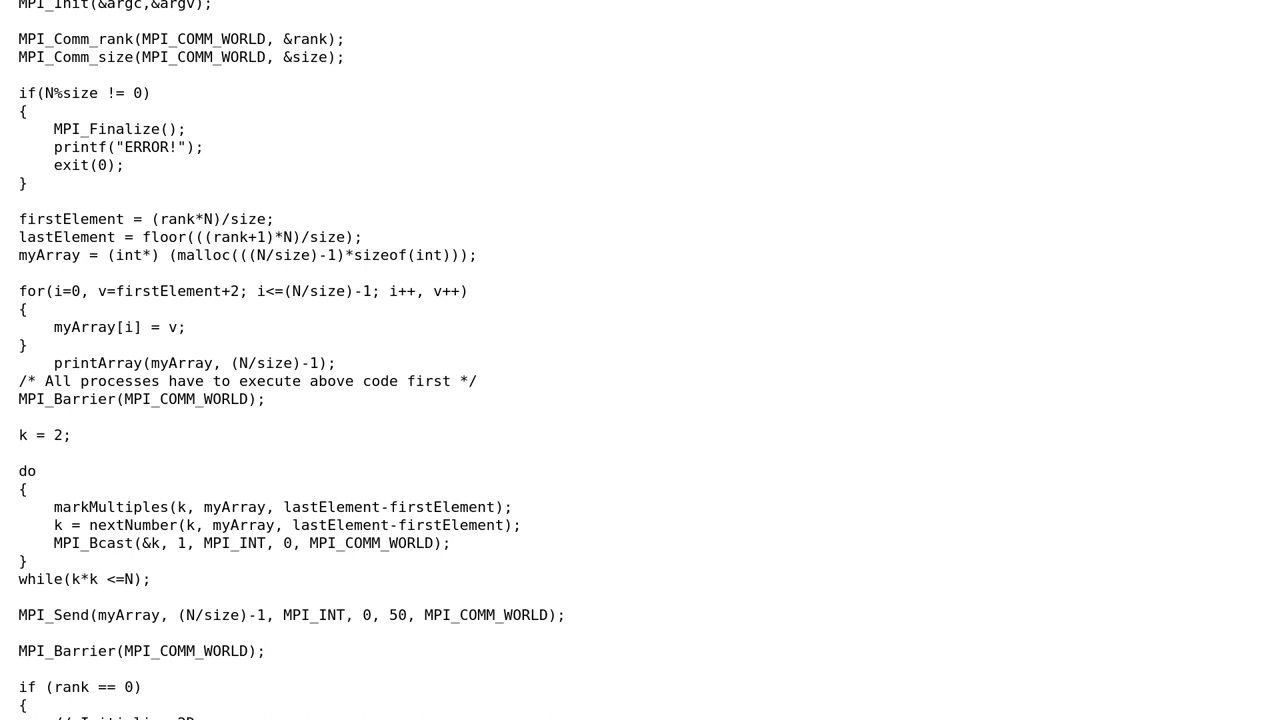 MPI_Init(&argc,&argv);
MPI_Comm_rank(MPI_COMM_WORLD, &rank);
MPI_Comm_size(MPI_COMM_WORLD, &size);
if(N%size != 0)
{
MPI_Finalize();
printf("ERROR!");
exit(0);
}
firstElement = (rank*N)/size;
lastElement = floor(((rank+1)*N)/size);
myArray = (int*) (malloc(((N/size)-1)*sizeof(int)));
for(i=0, v=firstElement+2; i<=(N/size)-1; i++, v++)
{
myArray[i] = v;
}
printArray(myArray, (N/size)-1);
/* All processes have to execute above code first */
MPI_Barrier(MPI_COMM_WORLD);
k = 2;
do
{
markMultiples(k, myArray, lastElement-firstElement);
k = nextNumber(k, myArray, lastElement-firstElement);
MPI_Bcast(&k, 1, MPI_INT, 0, MPI_COMM_WORLD);
}
while(k*k <=N);
MPI_Send(myArray, (N/size)-1, MPI_INT, 0, 50, MPI_COMM_WORLD);
MPI_Barrier(MPI_COMM_WORLD);
if (rank == 0)
{